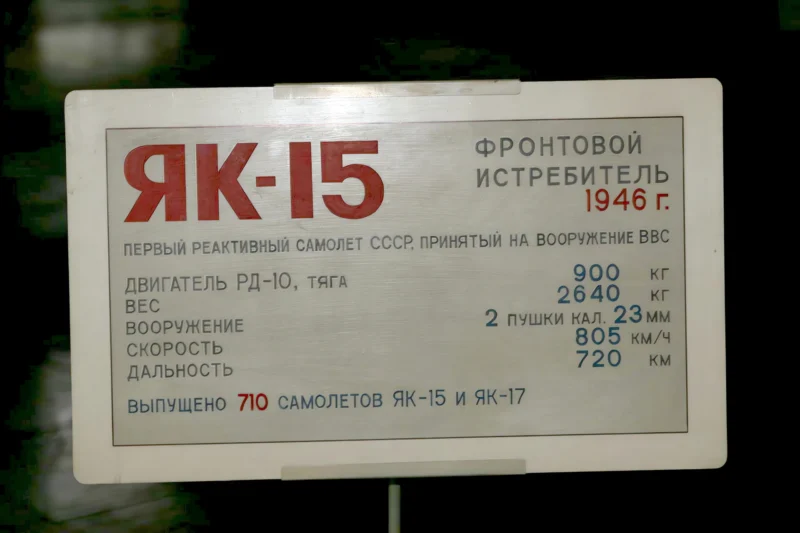 ЯК-15
ФРОНТОВОЙ
ИСТРЕБИТЕЛЬ
1946 г.
ПЕРВЫЙ РЕАКТИВНЫЙ САМОЛЕТ СССР, ПРИНЯТЫЙ НА ВООРУЖЕНИЕ ВВС
ДВИГАТЕЛЬ РД-10, ТЯГА 900 КГ
ВЕС 2640 КГ
ВООРУЖЕНИЕ 2 ПУШКИ КАЛ. 23 ММ
СКОРОСТЬ 805 КМ/Ч
ДАЛЬНОСТЬ 720 КМ
ВЫПУЩЕНО 710 САМОЛЕТОВ ЯК-15 И ЯК-17